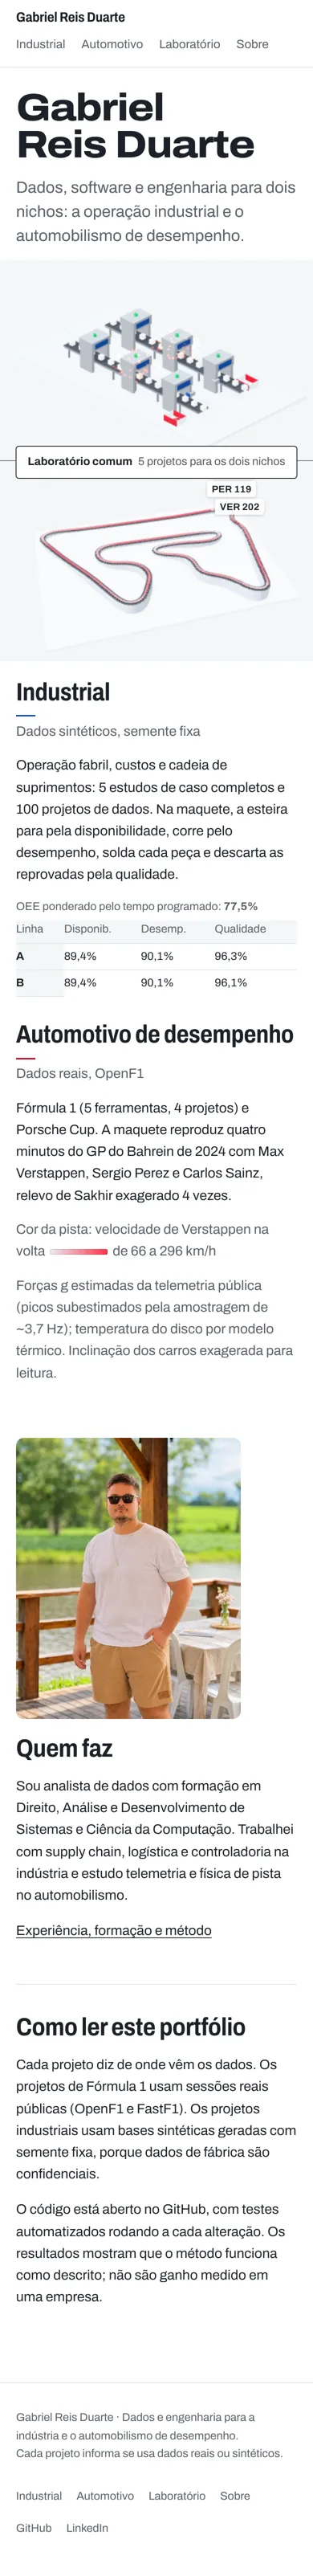 Gabriel Reis Duarte
Industrial Automotivo Laboratório Sobre
Gabriel
Reis Duarte
Dados, software e engenharia para dois
nichos: a operação industrial e o
automobilismo de desempenho.
Laboratório comum 5 projetos para os dois nichos
PER 119
VER 202
Industrial
Dados sintéticos, semente fixa
Operação fabril, custos e cadeia de
suprimentos: 5 estudos de caso completos e
100 projetos de dados. Na maquete, a esteira
para pela disponibilidade, corre pelo
desempenho, solda cada peça e descarta as
reprovadas pela qualidade.
OEE ponderado pelo tempo programado: 77,5%
Linha Disponib. Desemp. Qualidade
A 89,4% 90,1% 96,3%
B 89,4% 90,1% 96,1%
Automotivo de desempenho
Dados reais, OpenF1
Fórmula 1 (5 ferramentas, 4 projetos) e
Porsche Cup. A maquete reproduz quatro
minutos do GP do Bahrein de 2024 com Max
Verstappen, Sergio Perez e Carlos Sainz,
relevo de Sakhir exagerado 4 vezes.
Cor da pista: velocidade de Verstappen na
volta de 66 a 296 km/h
Forças g estimadas da telemetria pública
(picos subestimados pela amostragem de
~3,7 Hz); temperatura do disco por modelo
térmico. Inclinação dos carros exagerada para
leitura.
Quem faz
Sou analista de dados com formação em
Direito, Análise e Desenvolvimento de
Sistemas e Ciência da Computação. Trabalhei
com supply chain, logística e controladoria na
indústria e estudo telemetria e física de pista
no automobilismo.
Experiência, formação e método
Como ler este portfólio
Cada projeto diz de onde vêm os dados. Os
projetos de Fórmula 1 usam sessões reais
públicas (OpenF1 e FastF1). Os projetos
industriais usam bases sintéticas geradas com
semente fixa, porque dados de fábrica são
confidenciais.
O código está aberto no GitHub, com testes
automatizados rodando a cada alteração. Os
resultados mostram que o método funciona
como descrito; não são ganho medido em
uma empresa.
Gabriel Reis Duarte · Dados e engenharia para a
indústria e o automobilismo de desempenho.
Cada projeto informa se usa dados reais ou sintéticos.
Industrial Automotivo Laboratório Sobre
GitHub LinkedIn